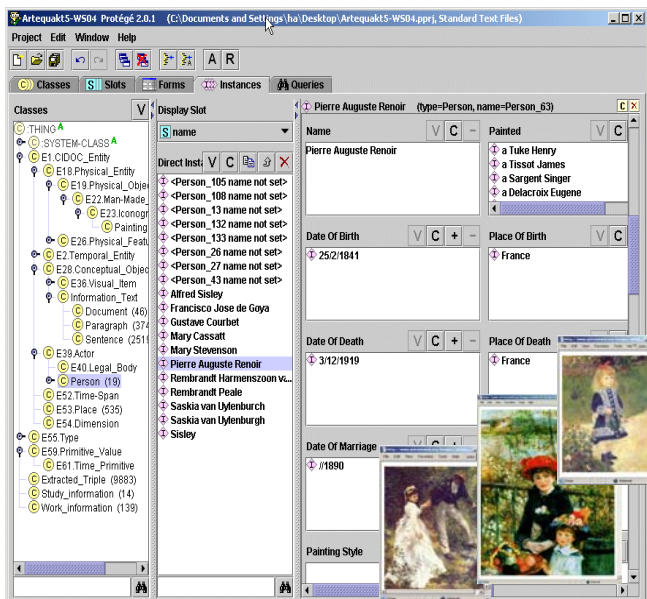 Artequakt5-WS04 Protégé 2.0.1 (C:\Documents and Settings\ha\Desktop\Artequakt5-WS04.pprj, Standard Text Files)
Project Edit Window Help
A R
C Classes S Slots Forms Instances Queries
Classes V
C :THING A
C :SYSTEM-CLASS A
C E1.CIDOC_Entity
C E18.Physical_Entity
C E19.Physical_Obje
C E22.Man-Made_
C E23.Iconogr
C Painting
C E26.Physical_Featu
C E2.Temporal_Entity
C E28.Conceptual_Objec
C E36.Visual_Item
C Information_Text
C Document (46)
C Paragraph (374
C Sentence (2519
C E39.Actor
C E40.Legal_Body
C Person (19)
C E52.Time-Span
C E53.Place (535)
C E54.Dimension
C E55.Type
C E59.Primitive_Value
C E61.Time_Primitive
C Extracted_Triple (9883)
C Study_information (14)
C Work_information (139)
Display Slot
S name
Direct Insta V C
<Person_105 name not set>
<Person_108 name not set>
<Person_13 name not set>
<Person_132 name not set>
<Person_133 name not set>
<Person_26 name not set>
<Person_27 name not set>
<Person_43 name not set>
Alfred Sisley
Francisco Jose de Goya
Gustave Courbet
Mary Cassatt
Mary Stevenson
Pierre Auguste Renoir
Rembrandt Harmenszoon va...
Rembrandt Peale
Saskia van Uylenburch
Saskia van Uylenburgh
Sisley
Pierre Auguste Renoir (type=Person, name=Person_63) C
Name V C
Pierre Auguste Renoir
Painted V C
a Tuke Henry
a Tissot James
a Sargent Singer
a Delacroix Eugene
Date Of Birth V C
25/2/1841
Place Of Birth V C
France
Date Of Death V C
3/12/1919
Place Of Death
France
Date Of Marriage V C
//1890
Painting Style